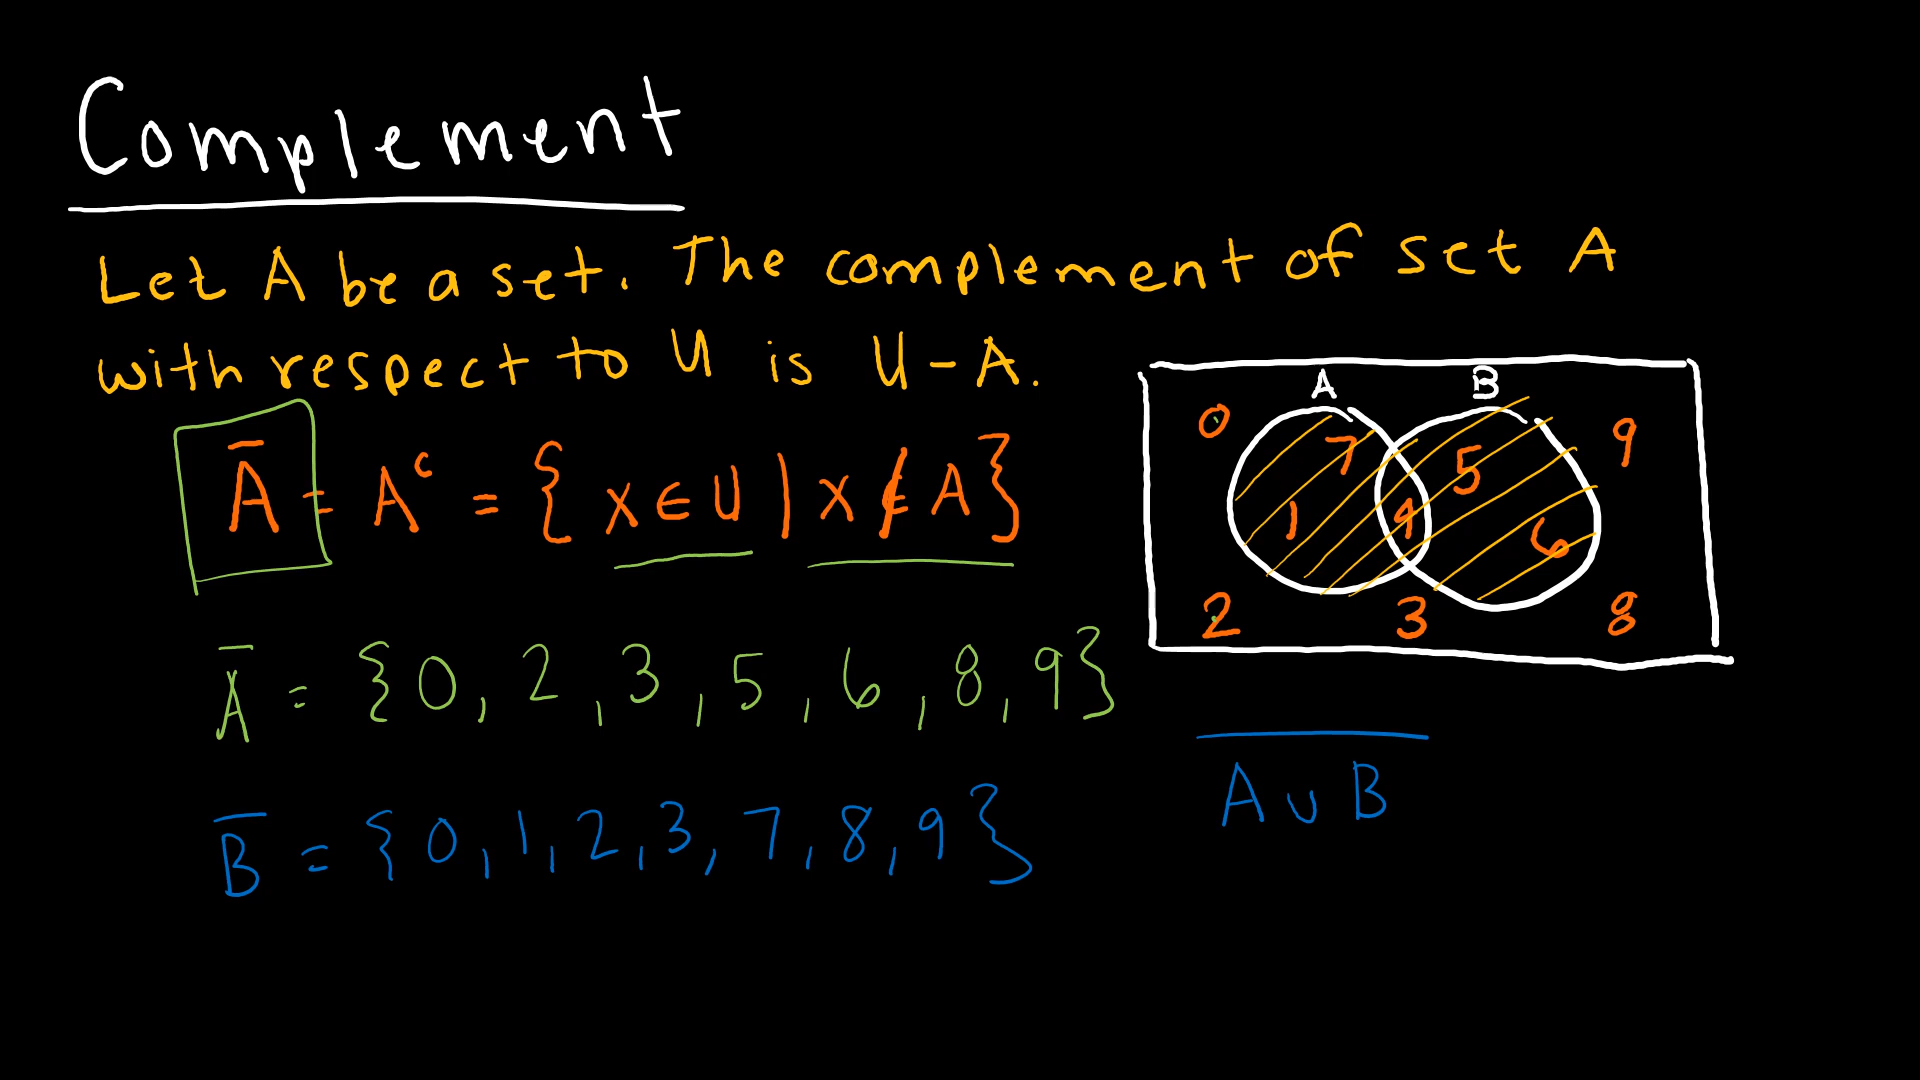 Complement
Let A be a set. The complement of set A
with respect to U is U - A.
A̅ = Aᶜ = { x ∈ U | x ∉ A }
A̅ = {0, 2, 3, 5, 6, 8, 9}
B̅ = {0, 1, 2, 3, 7, 8, 9}
A B
0 7 5 9
1 4 6
2 3 8
A̅ ̅∪̅ ̅B̅